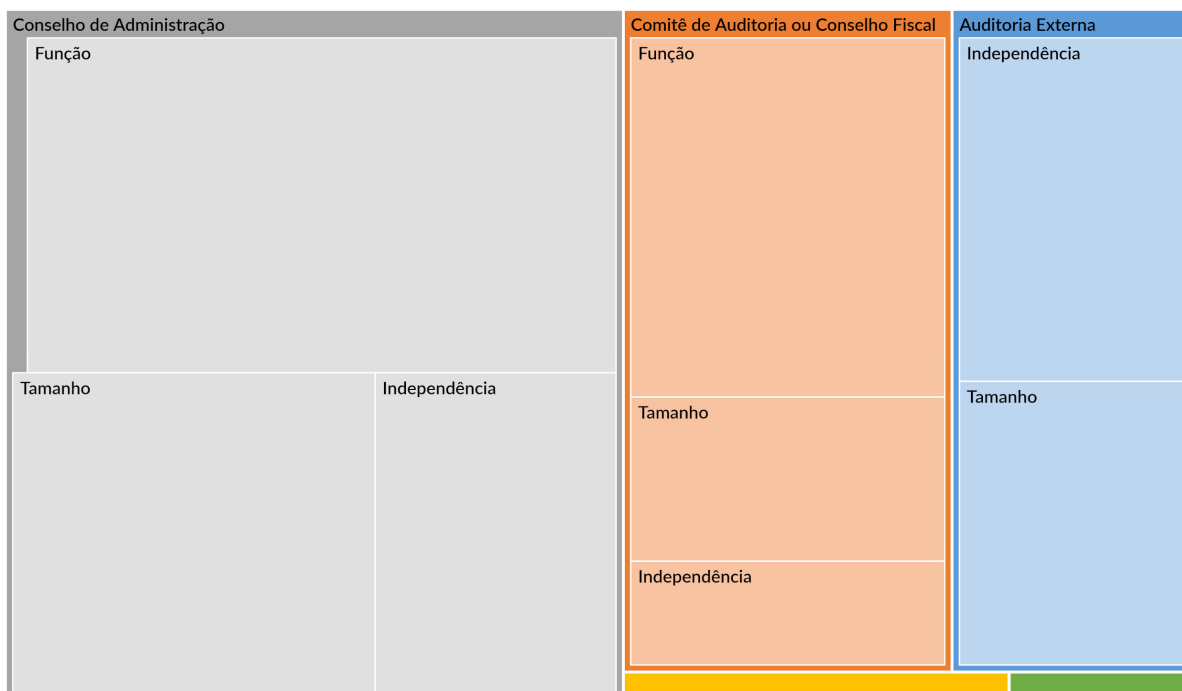 Conselho de Administração
Função
Tamanho
Independência
Comitê de Auditoria ou Conselho Fiscal
Função
Tamanho
Independência
Auditoria Externa
Independência
Tamanho